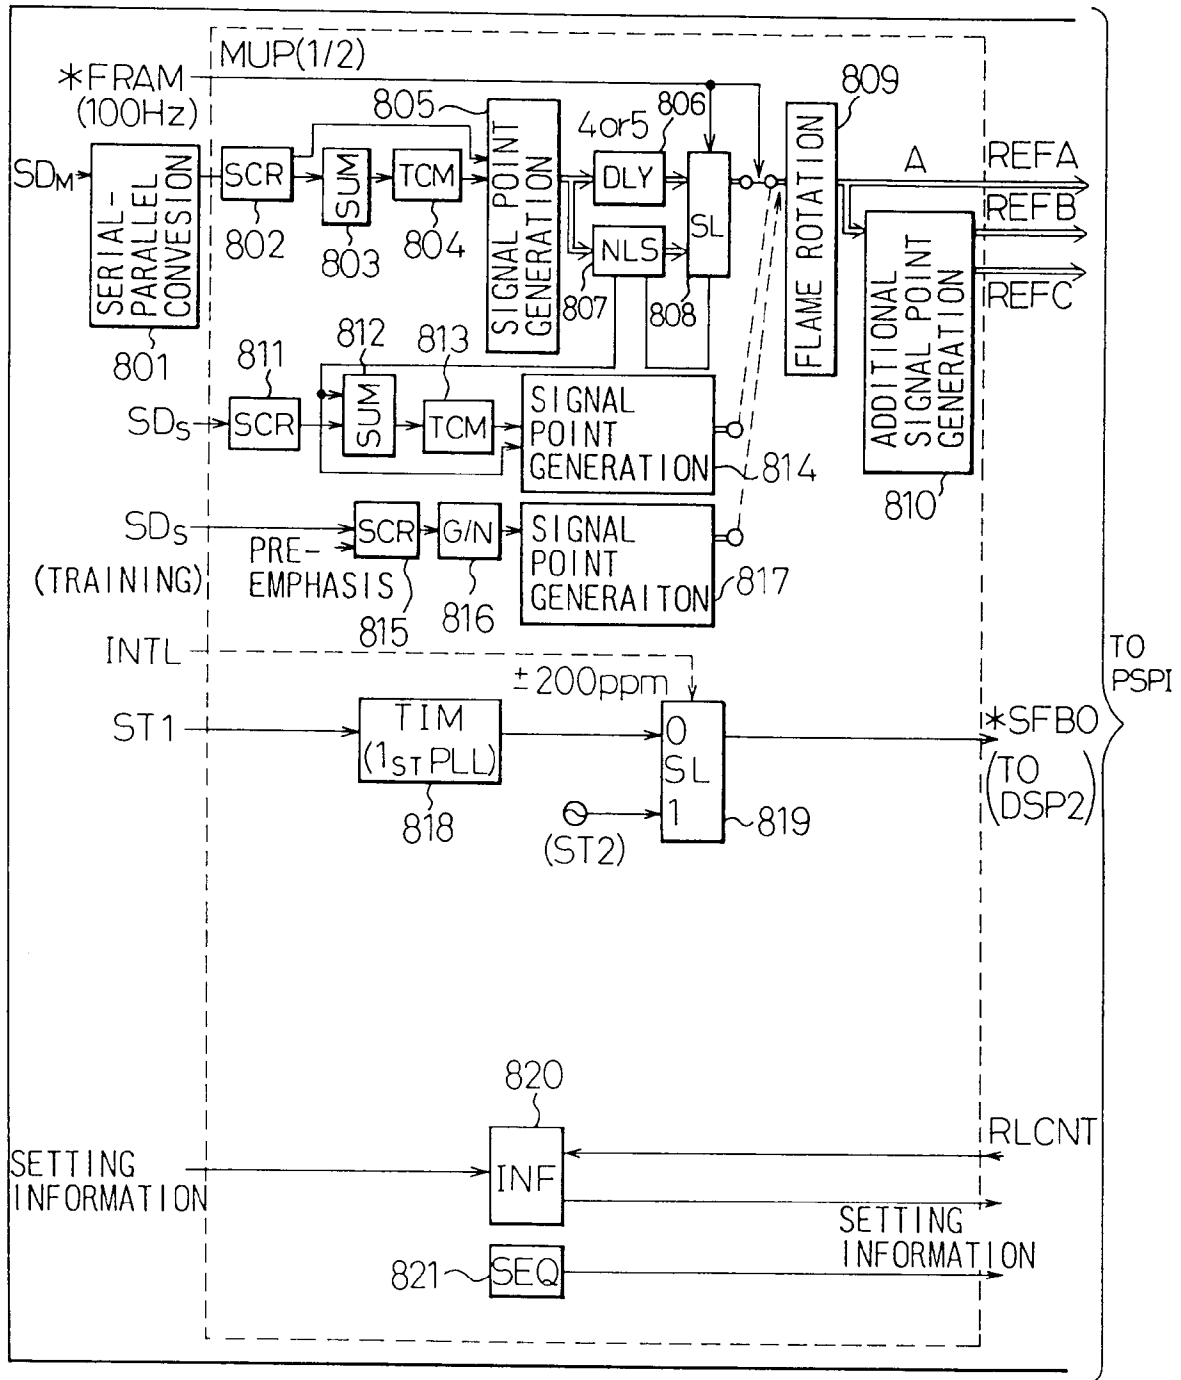 MUP(1/2)
*FRAM
(100Hz)
805
4or5
806
809
SDM
SERIAL-
PARALLEL
CONVESION
SCR
SUM
TCM
SIGNAL POINT
GENERATION
DLY
SL
FLAME ROTATION
A
REFA
REFB
REFC
802
803
804
NLS
807
808
ADDITIONAL
SIGNAL POINT
GENERATION
801
811
812
813
SDS
SCR
SUM
TCM
SIGNAL
POINT
GENERATION
814
810
SDS
(TRAINING)
PRE-
EMPHASIS
SCR
G/N
SIGNAL
POINT
GENERAITON
815
816
817
INTL
±200ppm
TO
PSPI
ST1
TIM
(1ST PLL)
818
0
SL
1
819
(ST2)
*SFBO
(TO
DSP2)
820
RLCNT
SETTING
INFORMATION
INF
SETTING
INFORMATION
821
SEQ